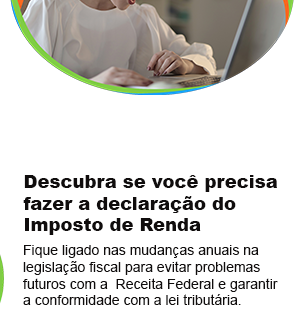 Descubra se você precisa
fazer a declaração do
Imposto de Renda
Fique ligado nas mudanças anuais na
legislação fiscal para evitar problemas
futuros com a  Receita Federal e garantir
a conformidade com a lei tributária.